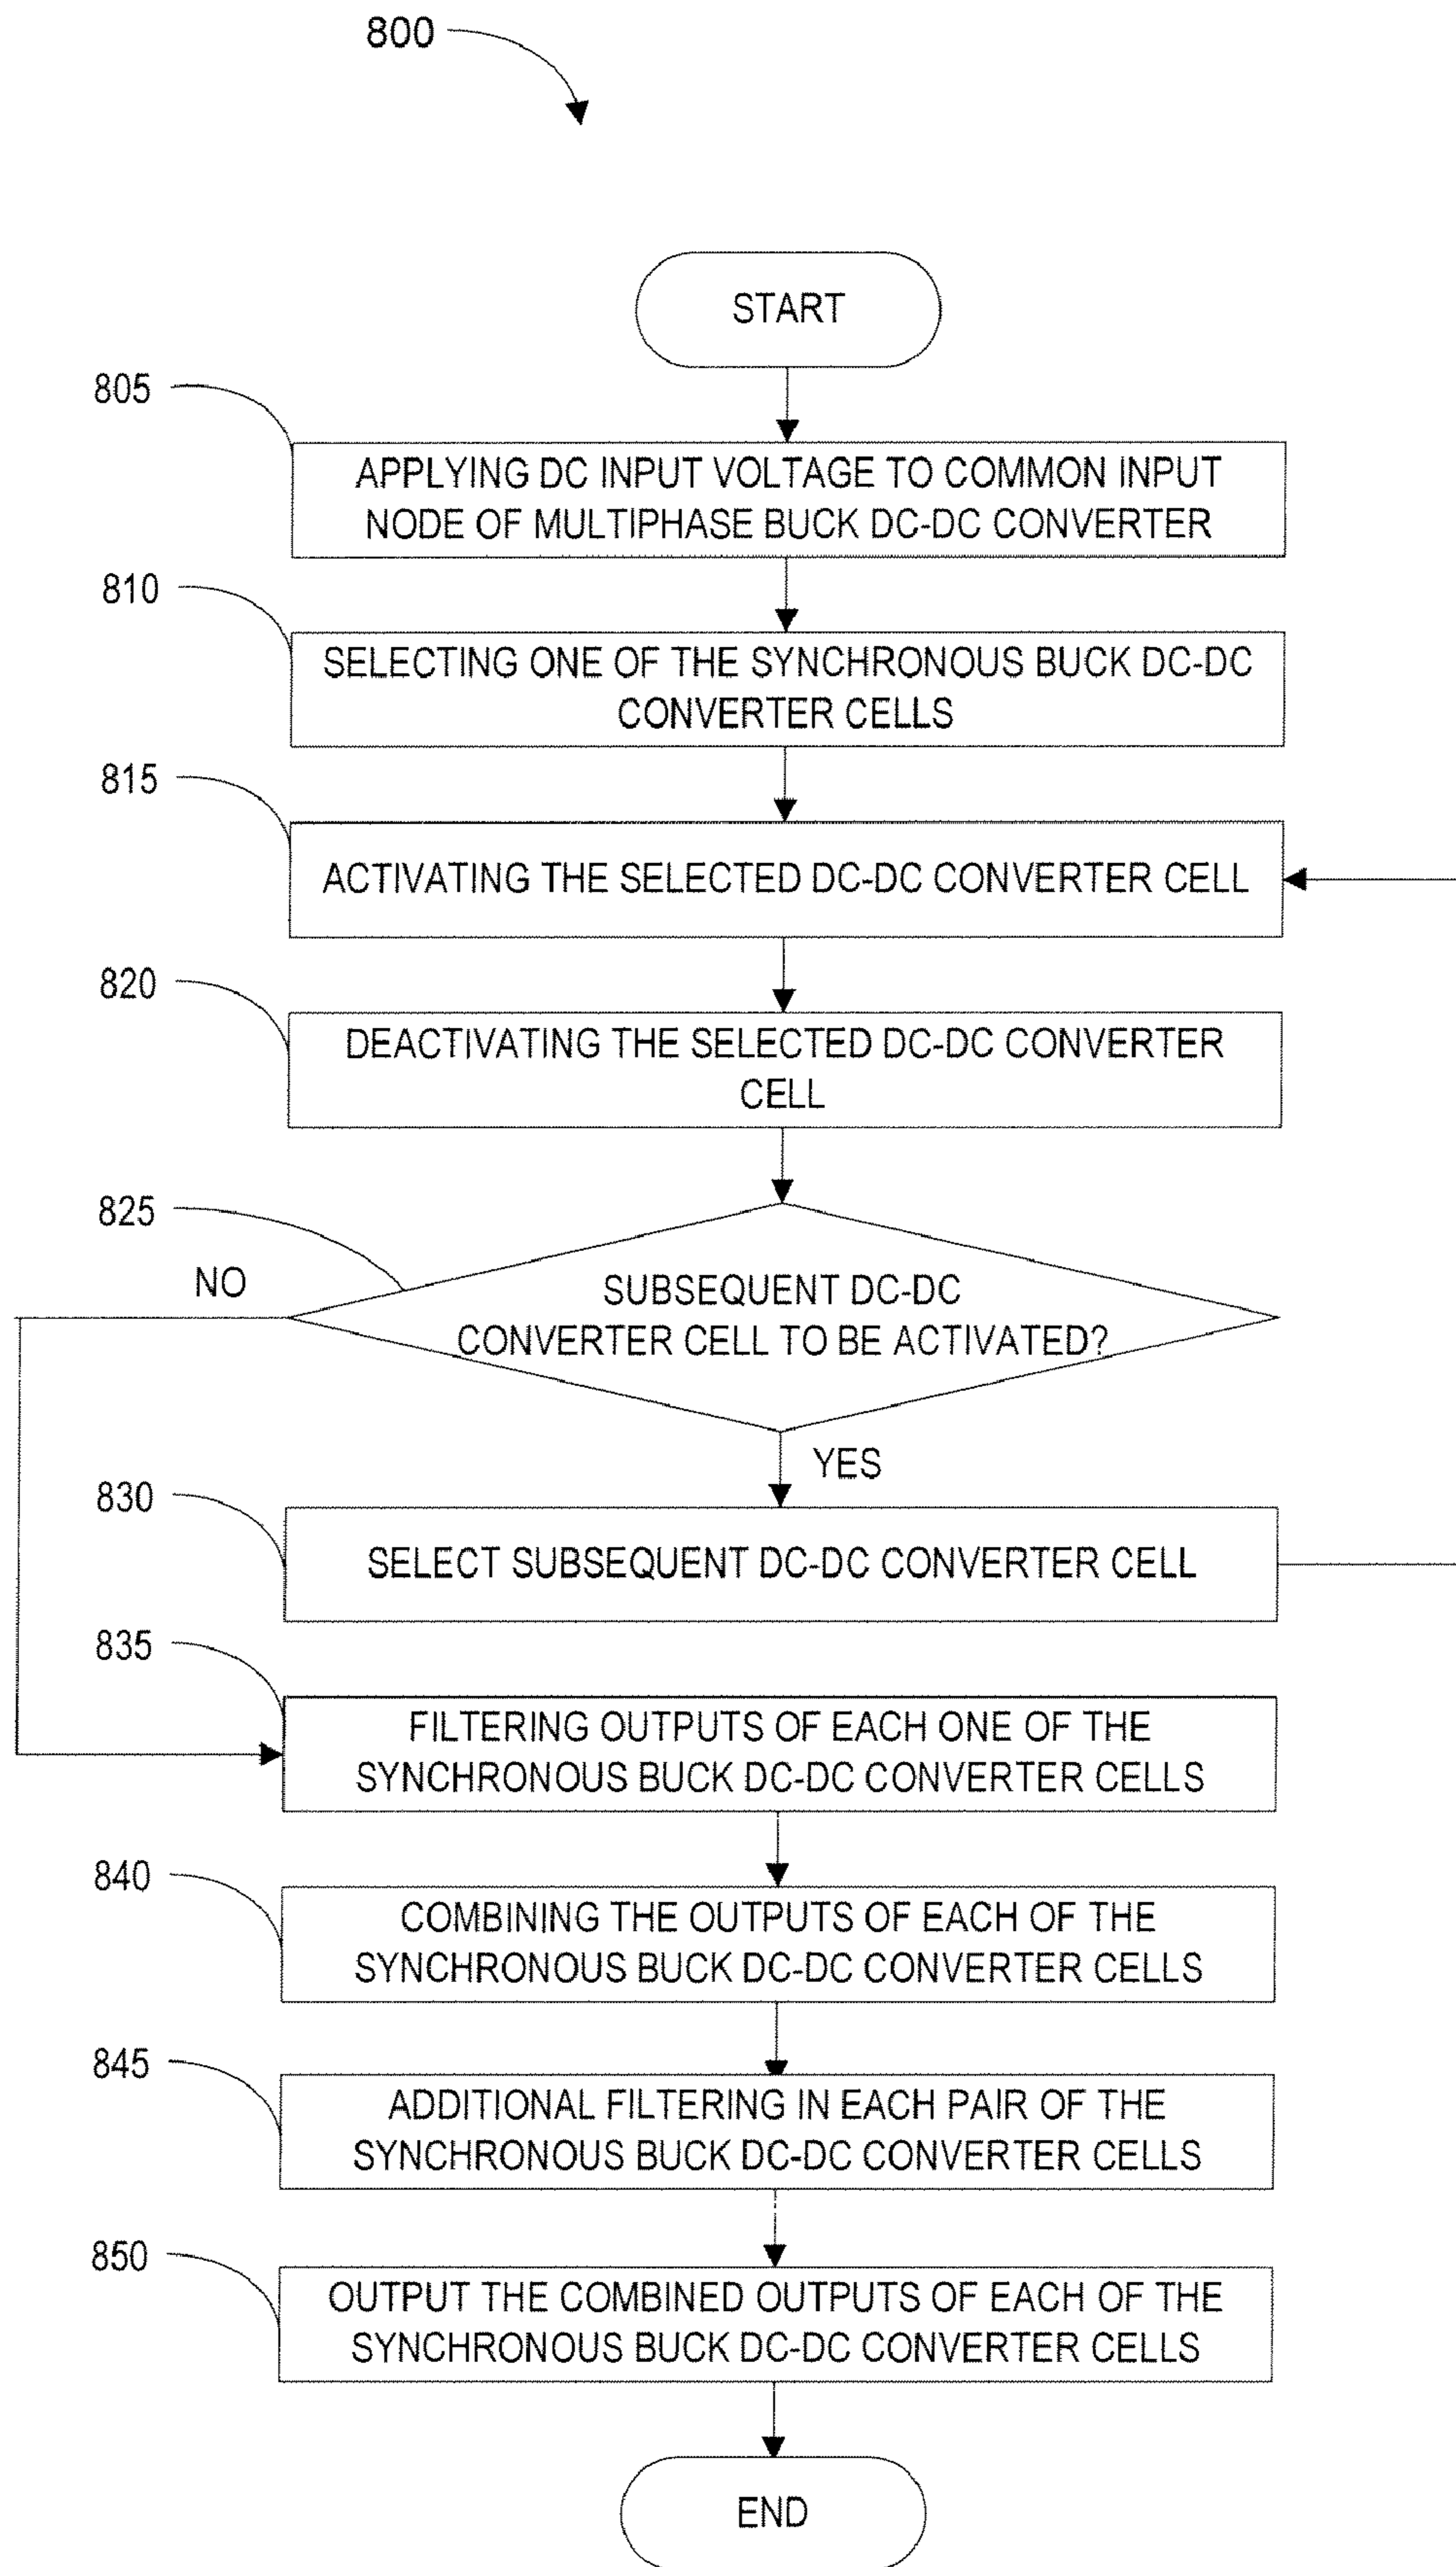 800
START
805
APPLYING DC INPUT VOLTAGE TO COMMON INPUT
NODE OF MULTIPHASE BUCK DC-DC CONVERTER
810
SELECTING ONE OF THE SYNCHRONOUS BUCK DC-DC
CONVERTER CELLS
815
ACTIVATING THE SELECTED DC-DC CONVERTER CELL
820
DEACTIVATING THE SELECTED DC-DC CONVERTER
CELL
825
NO
SUBSEQUENT DC-DC
CONVERTER CELL TO BE ACTIVATED?
YES
830
SELECT SUBSEQUENT DC-DC CONVERTER CELL
835
FILTERING OUTPUTS OF EACH ONE OF THE
SYNCHRONOUS BUCK DC-DC CONVERTER CELLS
840
COMBINING THE OUTPUTS OF EACH OF THE
SYNCHRONOUS BUCK DC-DC CONVERTER CELLS
845
ADDITIONAL FILTERING IN EACH PAIR OF THE
SYNCHRONOUS BUCK DC-DC CONVERTER CELLS
850
OUTPUT THE COMBINED OUTPUTS OF EACH OF THE
SYNCHRONOUS BUCK DC-DC CONVERTER CELLS
END